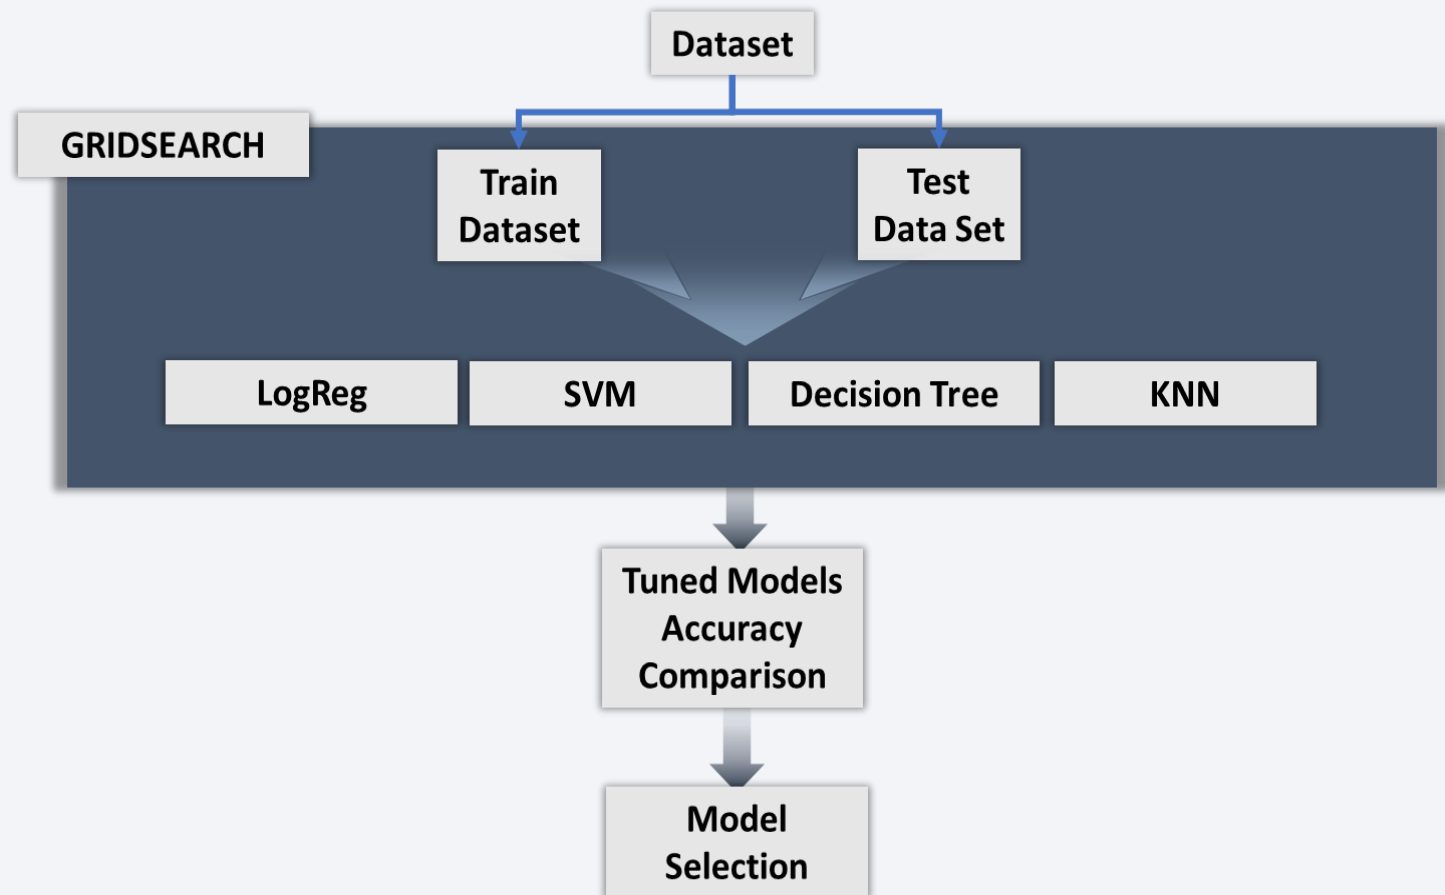 Dataset
GRIDSEARCH
Train
Dataset
Test
Data Set
LogReg
SVM
Decision Tree
KNN
Tuned Models
Accuracy
Comparison
Model
Selection